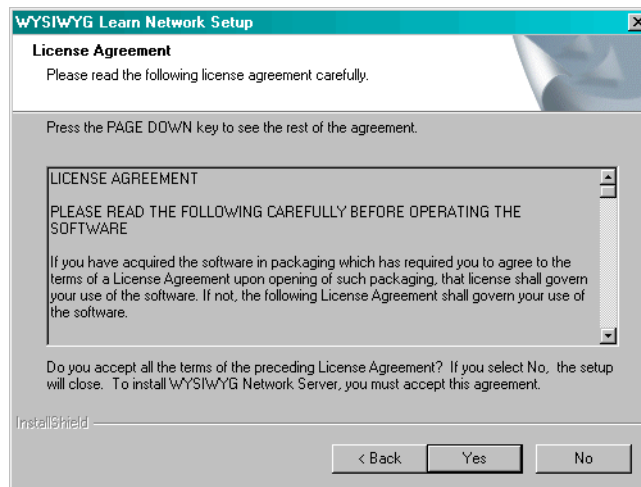 WYSIWYG Learn Network Setup
License Agreement
Please read the following license agreement carefully.
Press the PAGE DOWN key to see the rest of the agreement.
LICENSE AGREEMENT
PLEASE READ THE FOLLOWING CAREFULLY BEFORE OPERATING THE
SOFTWARE
If you have acquired the software in packaging which has required you to agree to the
terms of a License Agreement upon opening of such packaging, that license shall govern
your use of the software. If not, the following License Agreement shall govern your use of
the software.
Do you accept all the terms of the preceding License Agreement? If you select No, the setup
will close. To install WYSIWYG Network Server, you must accept this agreement.
InstallShield
< Back Yes No